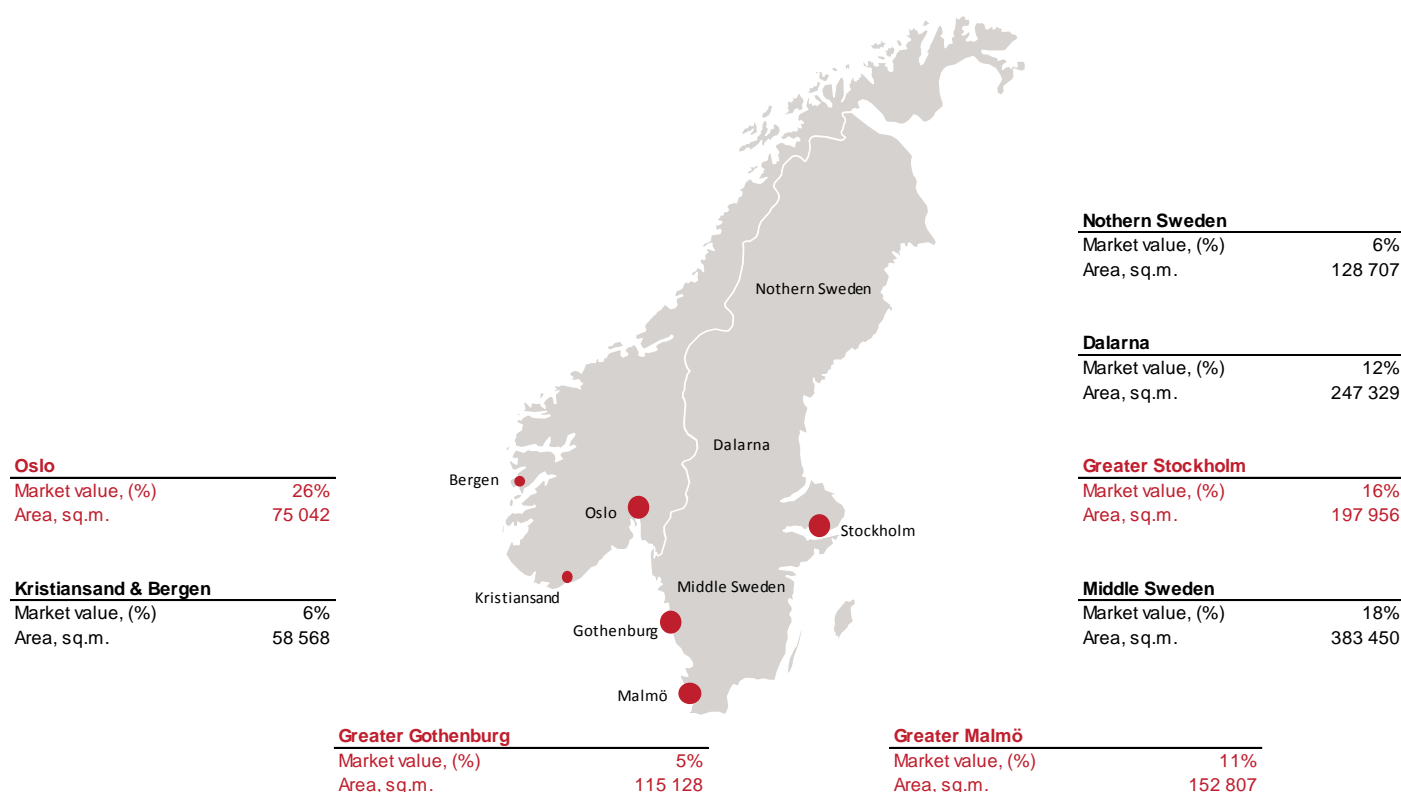 Nothern Sweden
Market value, (%) 6%
Area, sq.m. 128 707
Nothern Sweden
Dalarna
Market value, (%) 12%
Area, sq.m. 247 329
Dalarna
Oslo
Market value, (%) 26%
Area, sq.m. 75 042
Bergen
Oslo
Greater Stockholm
Market value, (%) 16%
Area, sq.m. 197 956
Stockholm
Kristiansand & Bergen
Market value, (%) 6%
Area, sq.m. 58 568
Kristiansand
Middle Sweden
Gothenburg
Malmö
Middle Sweden
Market value, (%) 18%
Area, sq.m. 383 450
Greater Gothenburg
Market value, (%) 5%
Area, sq.m. 115 128
Greater Malmö
Market value, (%) 11%
Area, sq.m. 152 807